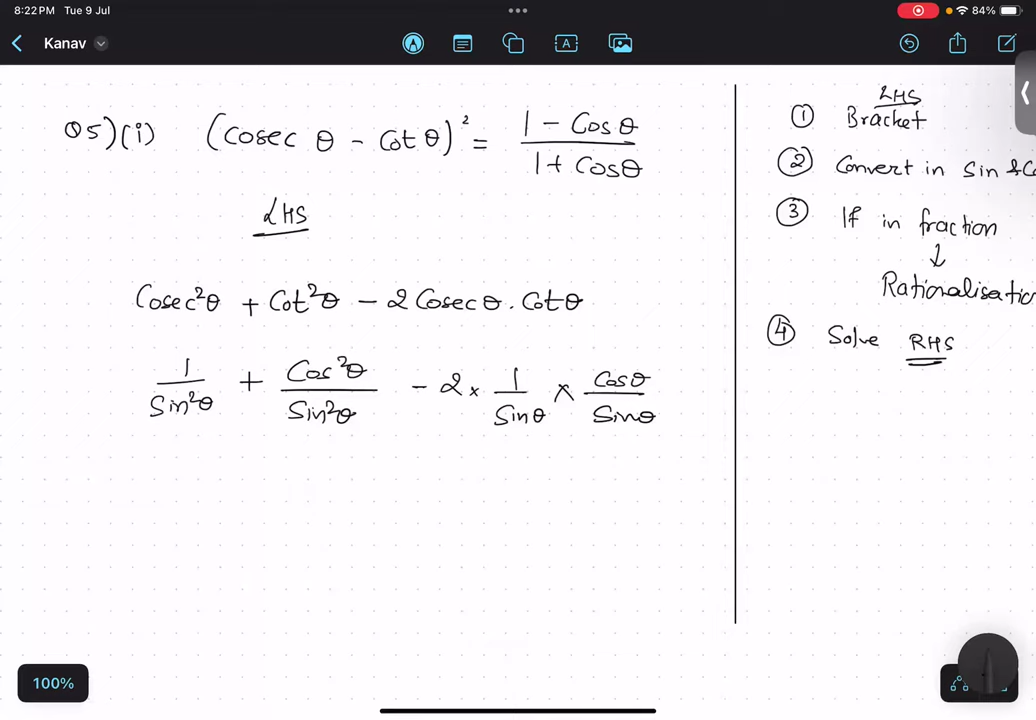 8:22 PM Tue 9 Jul
84%
Kanav
A
Q5)(i) (Cosec θ - Cot θ)² = (1 - Cosθ)/(1 + Cosθ)
LHS
Cosec²θ + Cot²θ - 2 Cosecθ . Cotθ
1/Sin²θ + Cos²θ/Sin²θ - 2 × 1/Sinθ × Cosθ/Sinθ
LHS
① Bracket
② Convert in Sin & Co
③ If in fraction
↓
Rationalisatio
④ Solve RHS
100%